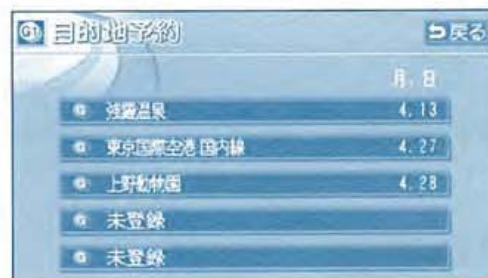 G1 目的地予約 戻る
月、日
G 浅蟲温泉 4.13
G 東京国際空港 国内線 4.27
G 上野動物園 4.28
G 未登録
G 未登録